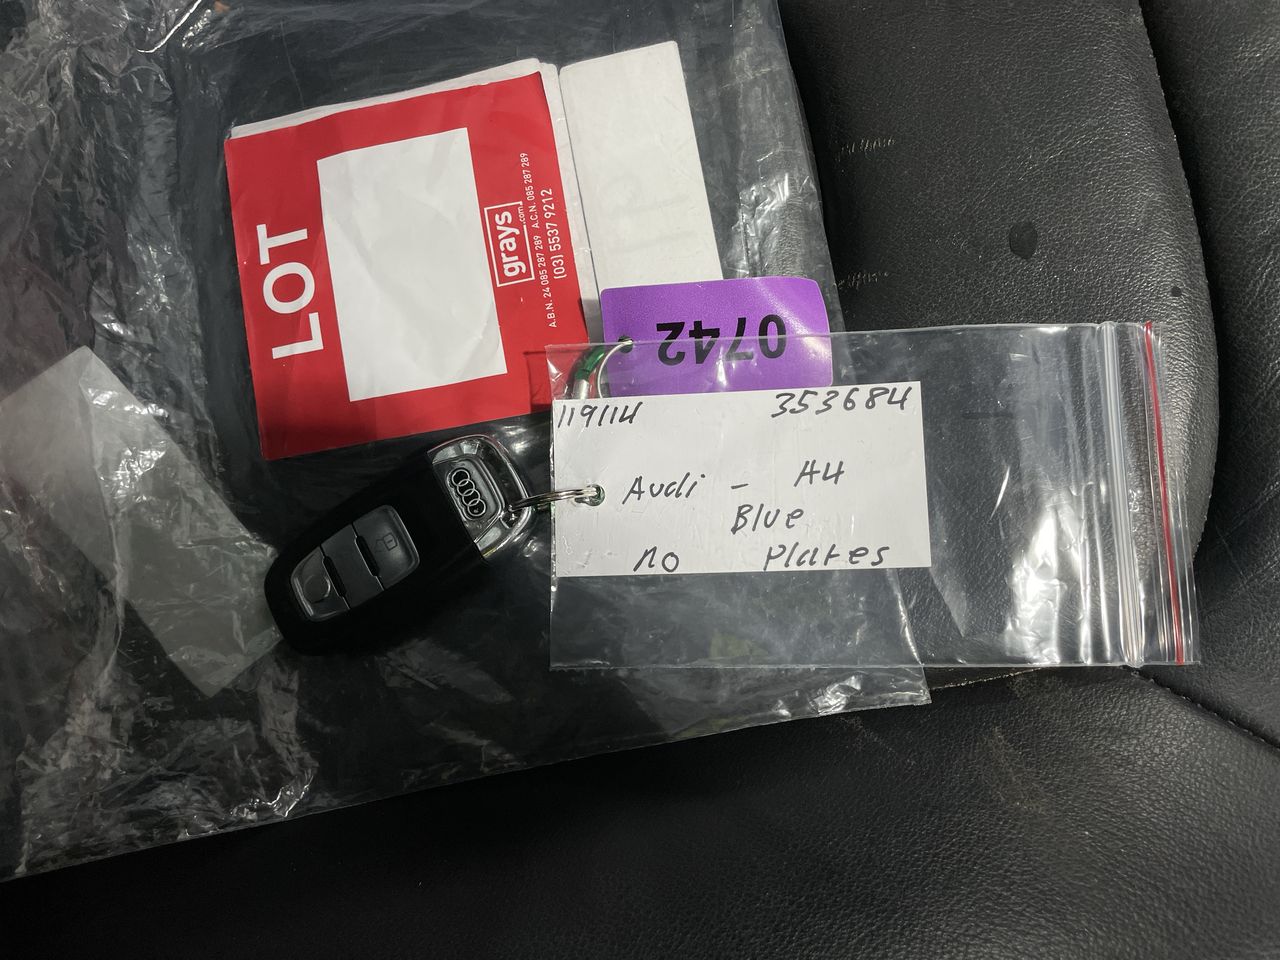 LOT
grays
.com
A.B.N. 24 085 287 289 A.C.N. 085 287 289
(03) 5537 9212
0742
119114 353684
Audi - A4
Blue
no Plates